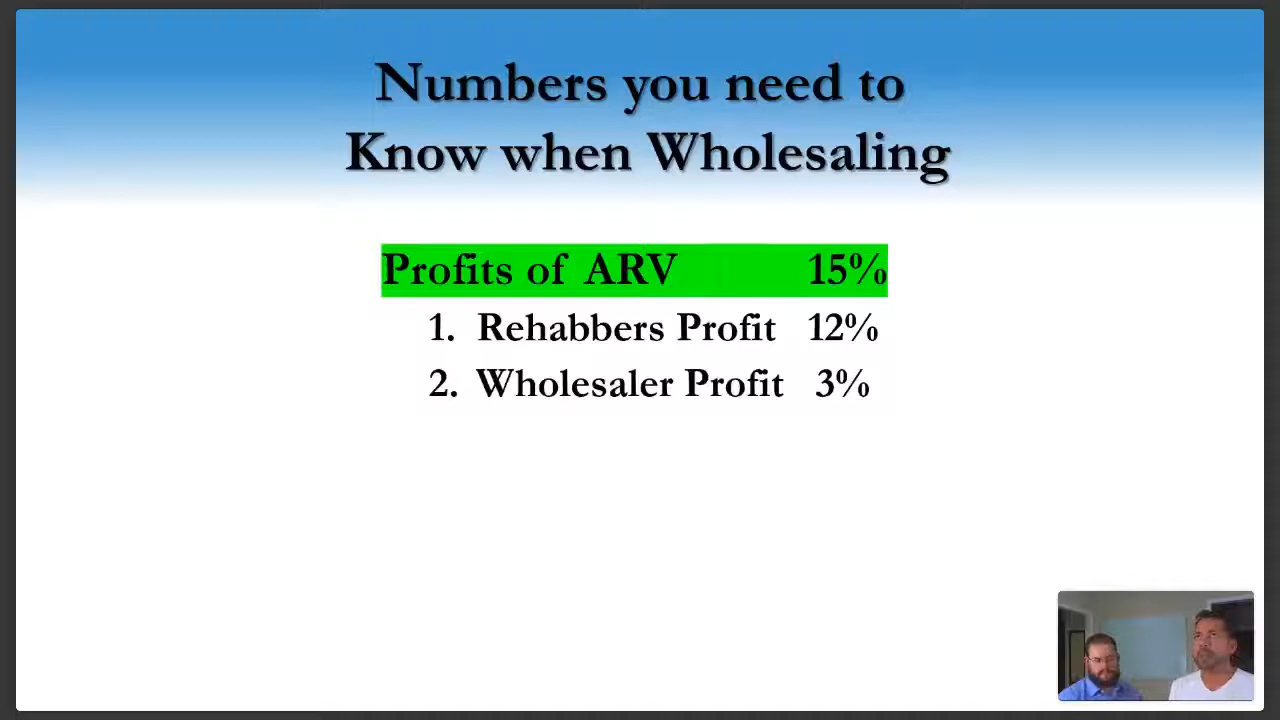 Numbers you need to
Know when Wholesaling
Profits of ARV 15%
1. Rehabbers Profit 12%
2. Wholesaler Profit 3%